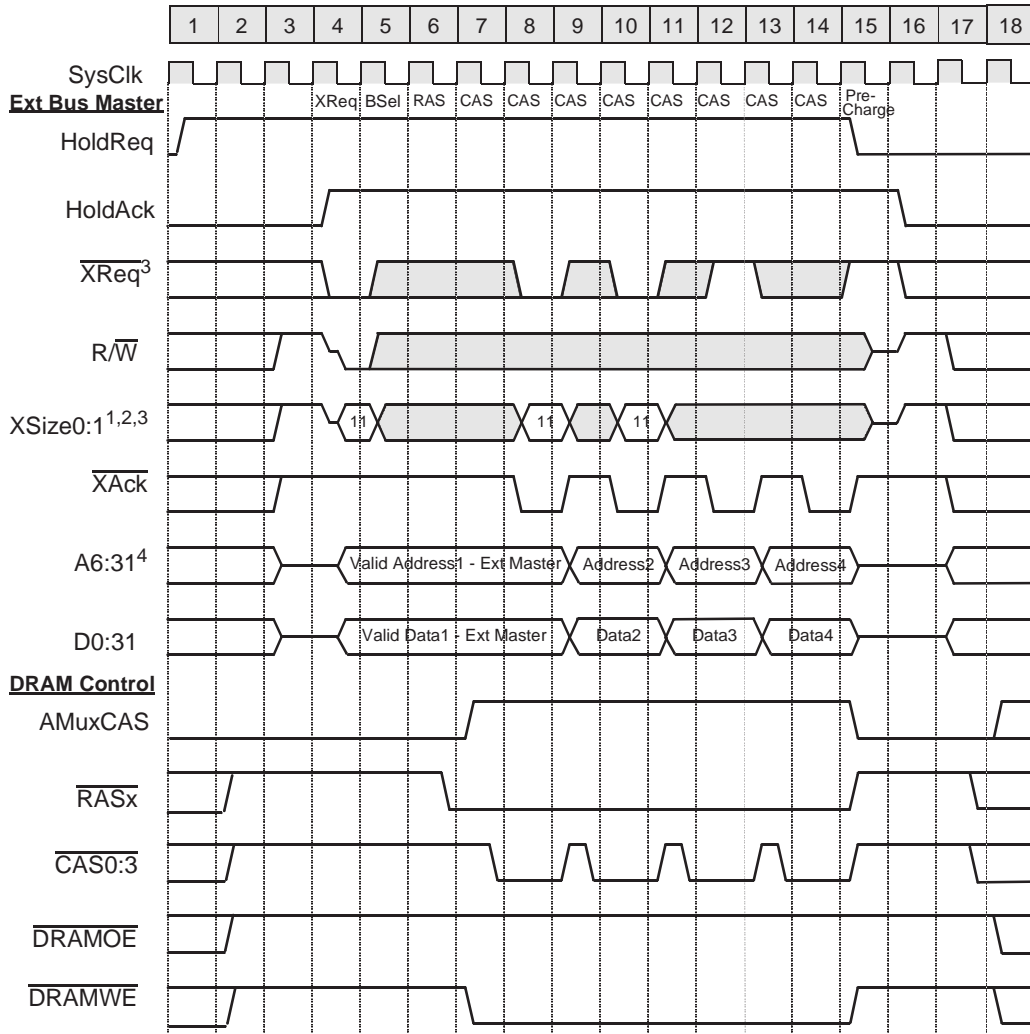 1 2 3 4 5 6 7 8 9 10 11 12 13 14 15 16 17 18
SysClk
Ext Bus Master XReq BSel RAS CAS CAS CAS CAS CAS CAS CAS CAS Pre-
Charge
HoldReq
HoldAck
XReq3
R/W
XSize0:11,2,3 11 11 11
XAck
A6:314 Valid Address1 - Ext Master Address2 Address3 Address4
D0:31 Valid Data1 - Ext Master Data2 Data3 Data4
DRAM Control
AMuxCAS
RASx
CAS0:3
DRAMOE
DRAMWE